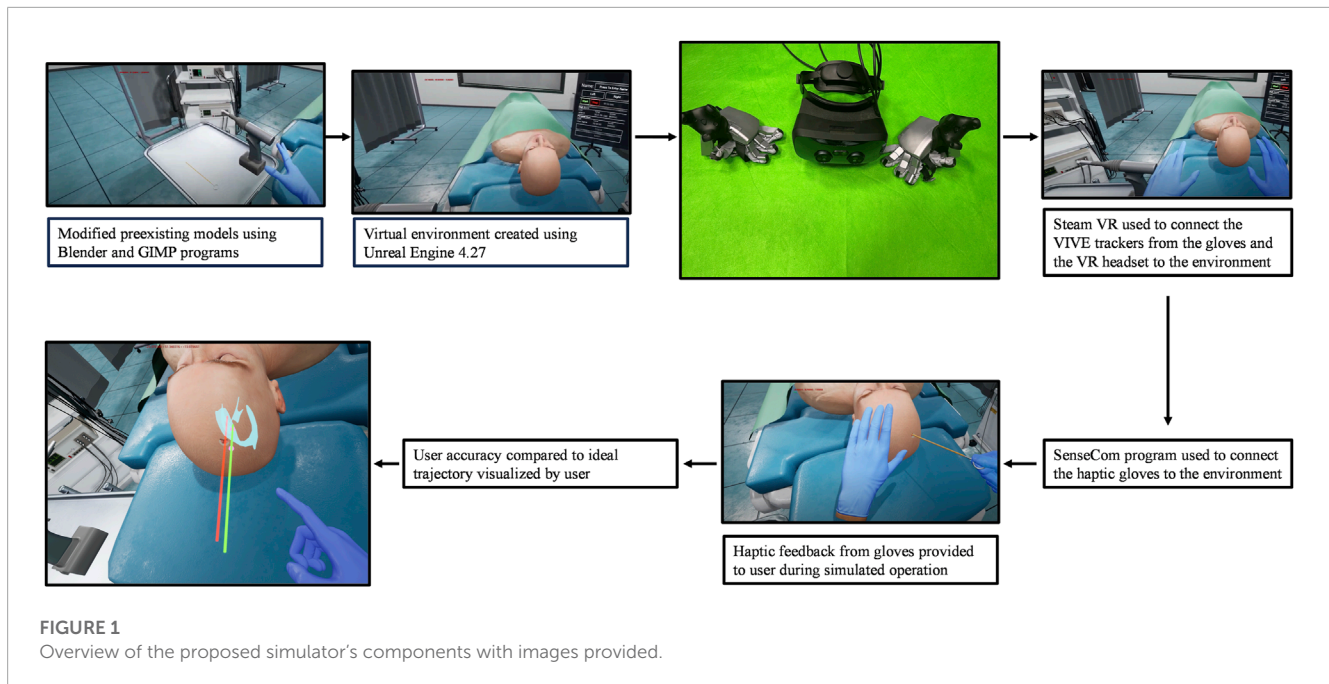 Modified preexisting models using
Blender and GIMP programs
Virtual environment created using
Unreal Engine 4.27
Steam VR used to connect the
VIVE trackers from the gloves and
the VR headset to the environment
SenseCom program used to connect
the haptic gloves to the environment
Haptic feedback from gloves provided
to user during simulated operation
User accuracy compared to ideal
trajectory visualized by user
FIGURE 1
Overview of the proposed simulator's components with images provided.